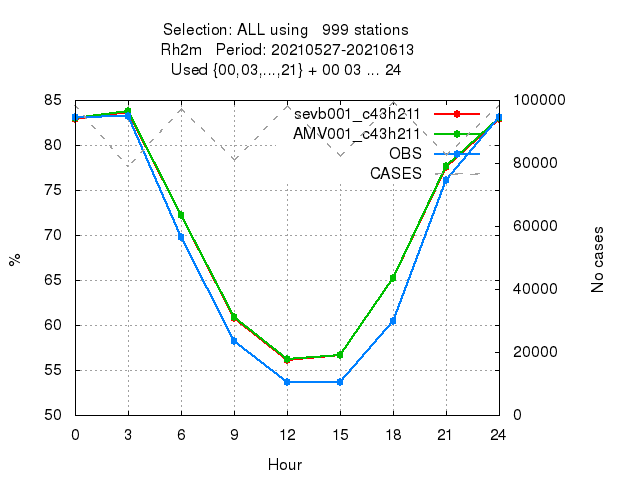 Selection: ALL using   999 stations
Rh2m   Period: 20210527-20210613
Used {00,03,...,21} + 00 03 ... 24
85
80
75
70
65
60
55
50
100000
80000
60000
40000
20000
0
sevb001_c43h211
AMV001_c43h211
OBS
CASES
%
No cases
0 3 6 9 12 15 18 21 24
Hour